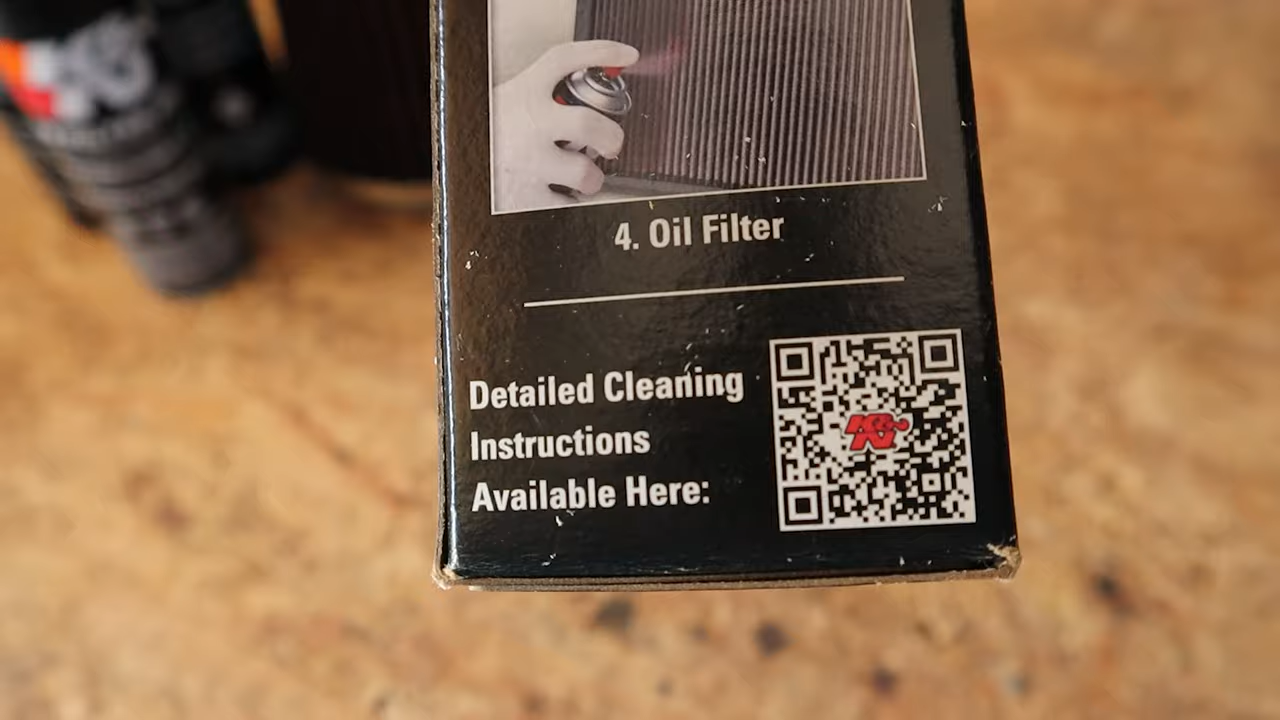 K&N
4. Oil Filter
Detailed Cleaning
Instructions
Available Here:
K&N